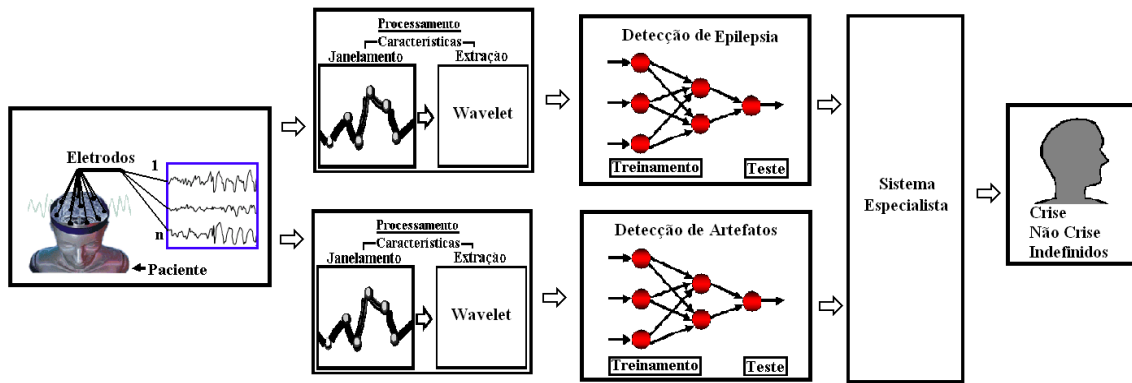 Eletrodos
1
n
Paciente
Processamento
Características
Janelamento
Extração
Wavelet
Detecção de Epilepsia
Treinamento
Teste
Processamento
Características
Janelamento
Extração
Wavelet
Detecção de Artefatos
Treinamento
Teste
Sistema
Especialista
Crise
Não Crise
Indefinidos